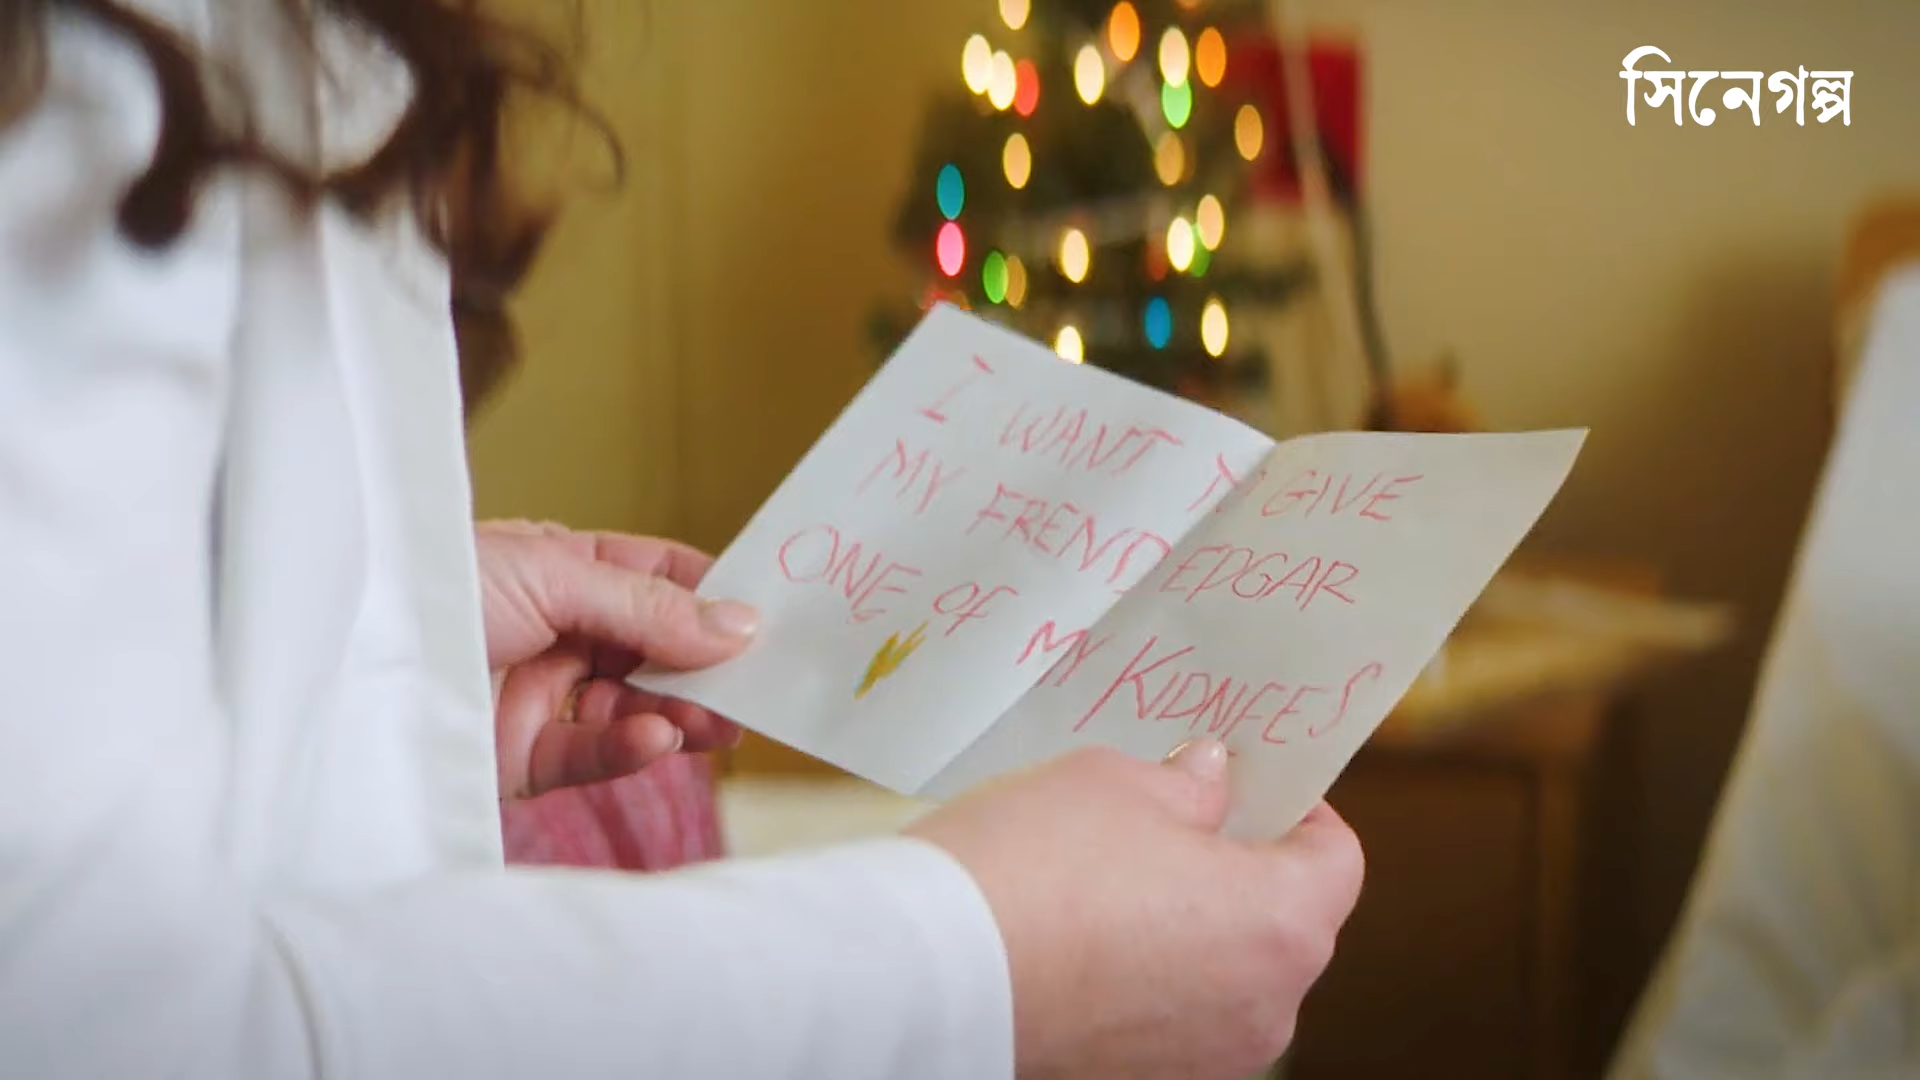 সিনেগল্প
I WANT TO GIVE
MY FREND EDGAR
ONE OF MY KIDNEES